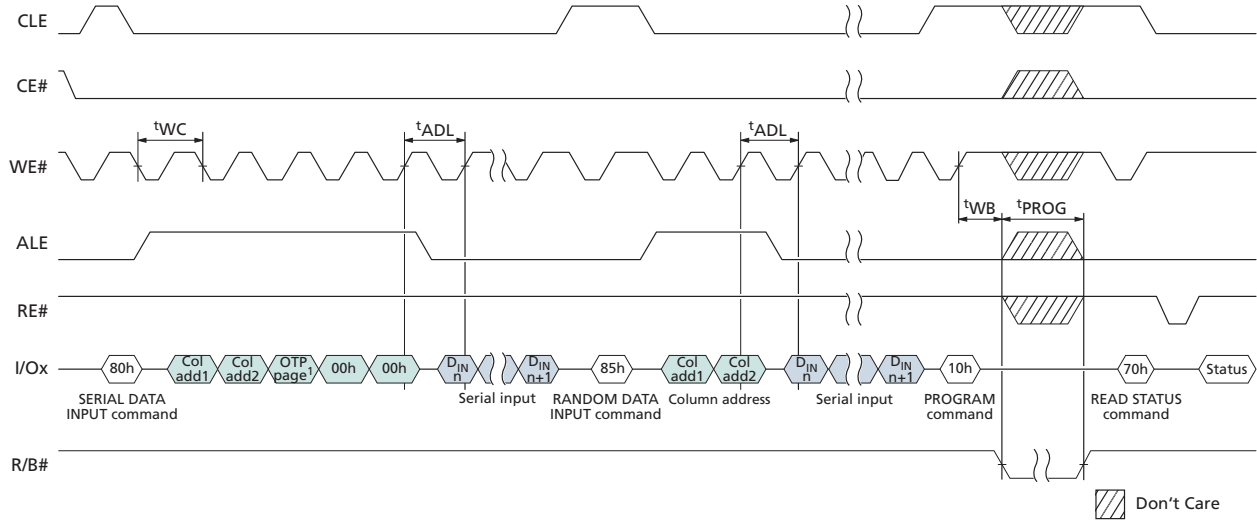 CLE
CE#
tWC
tADL
tADL
WE#
tWB
tPROG
ALE
RE#
I/Ox
80h
Col add1
Col add2
OTP page1
00h
00h
DIN n
DIN n+1
85h
Col add1
Col add2
DIN n
DIN n+1
10h
70h
Status
SERIAL DATA
INPUT command
Serial input
RANDOM DATA
INPUT command
Column address
Serial input
PROGRAM
command
READ STATUS
command
R/B#
Don't Care